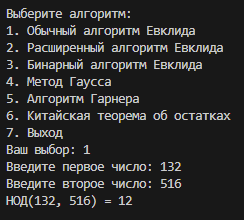 Выберите алгоритм:
1. Обычный алгоритм Евклида
2. Расширенный алгоритм Евклида
3. Бинарный алгоритм Евклида
4. Метод Гаусса
5. Алгоритм Гарнера
6. Китайская теорема об остатках
7. Выход
Ваш выбор: 1
Введите первое число: 132
Введите второе число: 516
НОД(132, 516) = 12